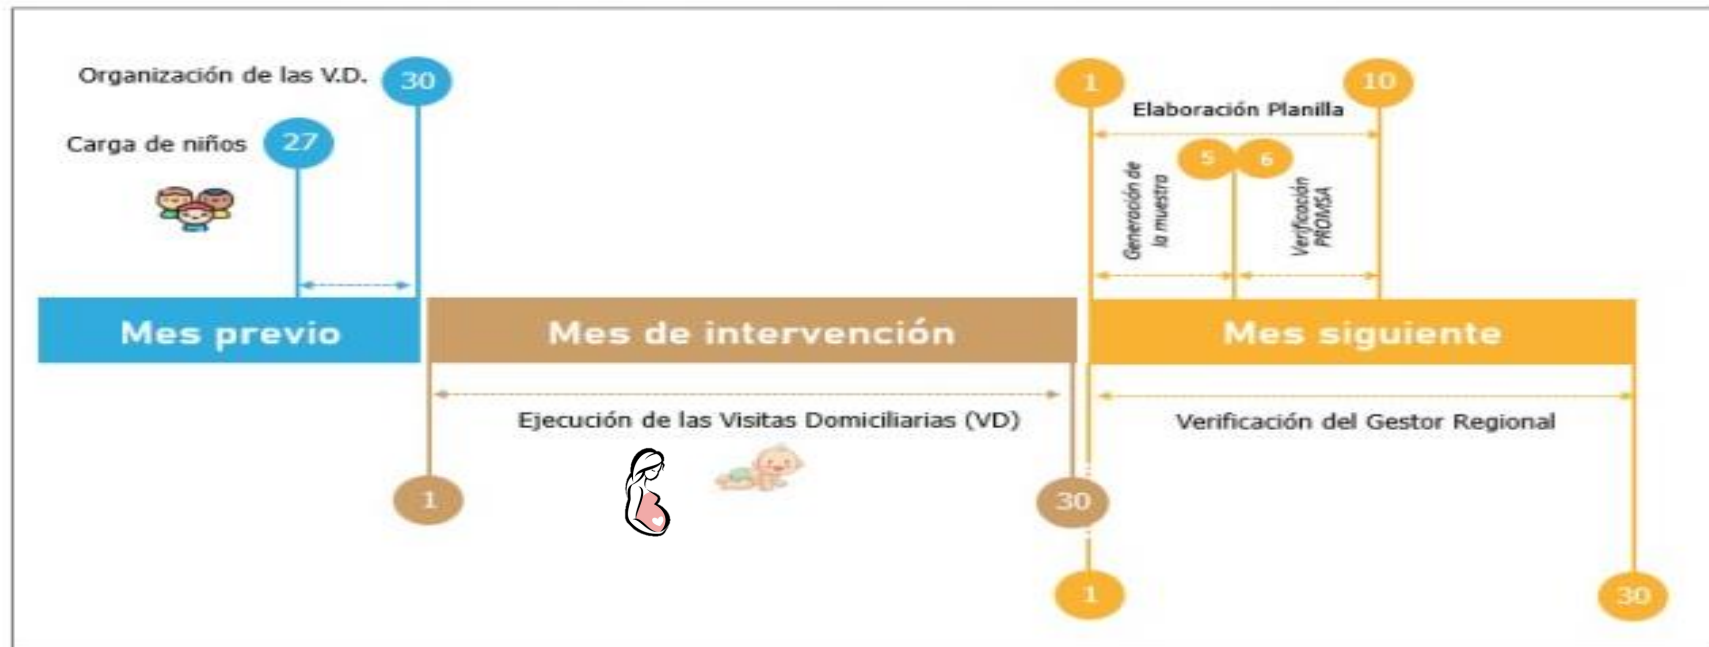 Organización de las V.D.
30
Carga de niños
27
1
10
Elaboración Planilla
5
6
Generación de
la muestra
Verificación
PROMSA
Mes previo
Mes de intervención
Mes siguiente
Ejecución de las Visitas Domiciliarias (VD)
Verificación del Gestor Regional
1
30
1
30